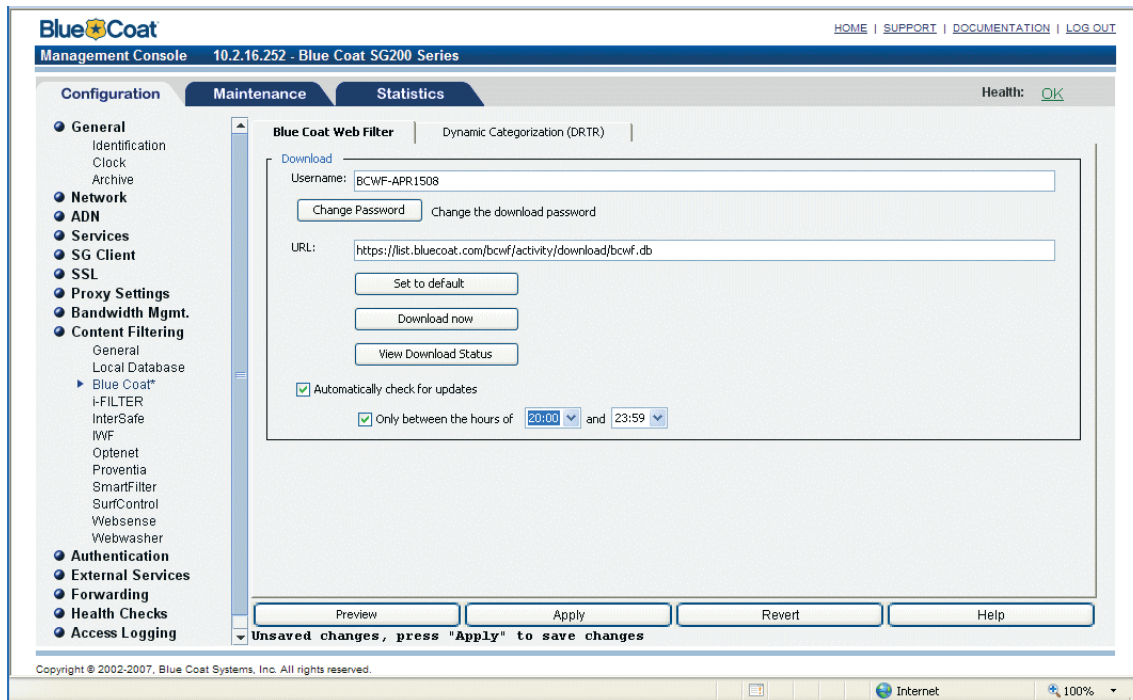 Blue Coat
HOME | SUPPORT | DOCUMENTATION | LOG OUT
Management Console 10.2.16.252 - Blue Coat SG200 Series
Configuration Maintenance Statistics Health: OK
General
Identification
Clock
Archive
Network
ADN
Services
SG Client
SSL
Proxy Settings
Bandwidth Mgmt.
Content Filtering
General
Local Database
Blue Coat*
i-FILTER
InterSafe
IWF
Optenet
Proventia
SmartFilter
SurfControl
Websense
Webwasher
Authentication
External Services
Forwarding
Health Checks
Access Logging
Blue Coat Web Filter Dynamic Categorization (DRTR)
Download
Username: BCWF-APR1508
Change Password Change the download password
URL: https://list.bluecoat.com/bcwf/activity/download/bcwf.db
Set to default
Download now
View Download Status
Automatically check for updates
Only between the hours of 20:00 and 23:59
Preview Apply Revert Help
Unsaved changes, press "Apply" to save changes
Copyright © 2002-2007, Blue Coat Systems, Inc. All rights reserved.
Internet 100%